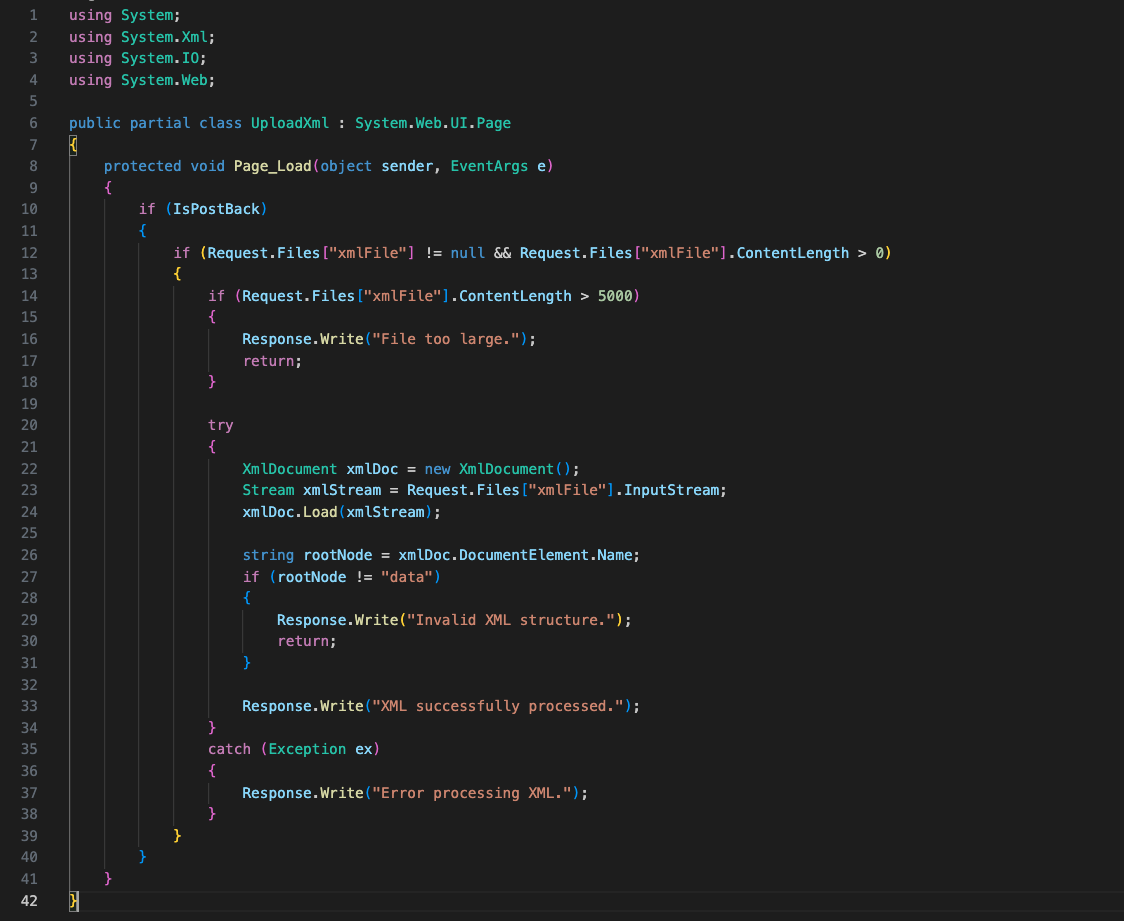 1 using System;
2 using System.Xml;
3 using System.IO;
4 using System.Web;
5
6 public partial class UploadXml : System.Web.UI.Page
7 {
8     protected void Page_Load(object sender, EventArgs e)
9     {
10         if (IsPostBack)
11         {
12             if (Request.Files["xmlFile"] != null && Request.Files["xmlFile"].ContentLength > 0)
13             {
14                 if (Request.Files["xmlFile"].ContentLength > 5000)
15                 {
16                     Response.Write("File too large.");
17                     return;
18                 }
19
20                 try
21                 {
22                     XmlDocument xmlDoc = new XmlDocument();
23                     Stream xmlStream = Request.Files["xmlFile"].InputStream;
24                     xmlDoc.Load(xmlStream);
25
26                     string rootNode = xmlDoc.DocumentElement.Name;
27                     if (rootNode != "data")
28                     {
29                         Response.Write("Invalid XML structure.");
30                         return;
31                     }
32
33                     Response.Write("XML successfully processed.");
34                 }
35                 catch (Exception ex)
36                 {
37                     Response.Write("Error processing XML.");
38                 }
39             }
40         }
41     }
42 }